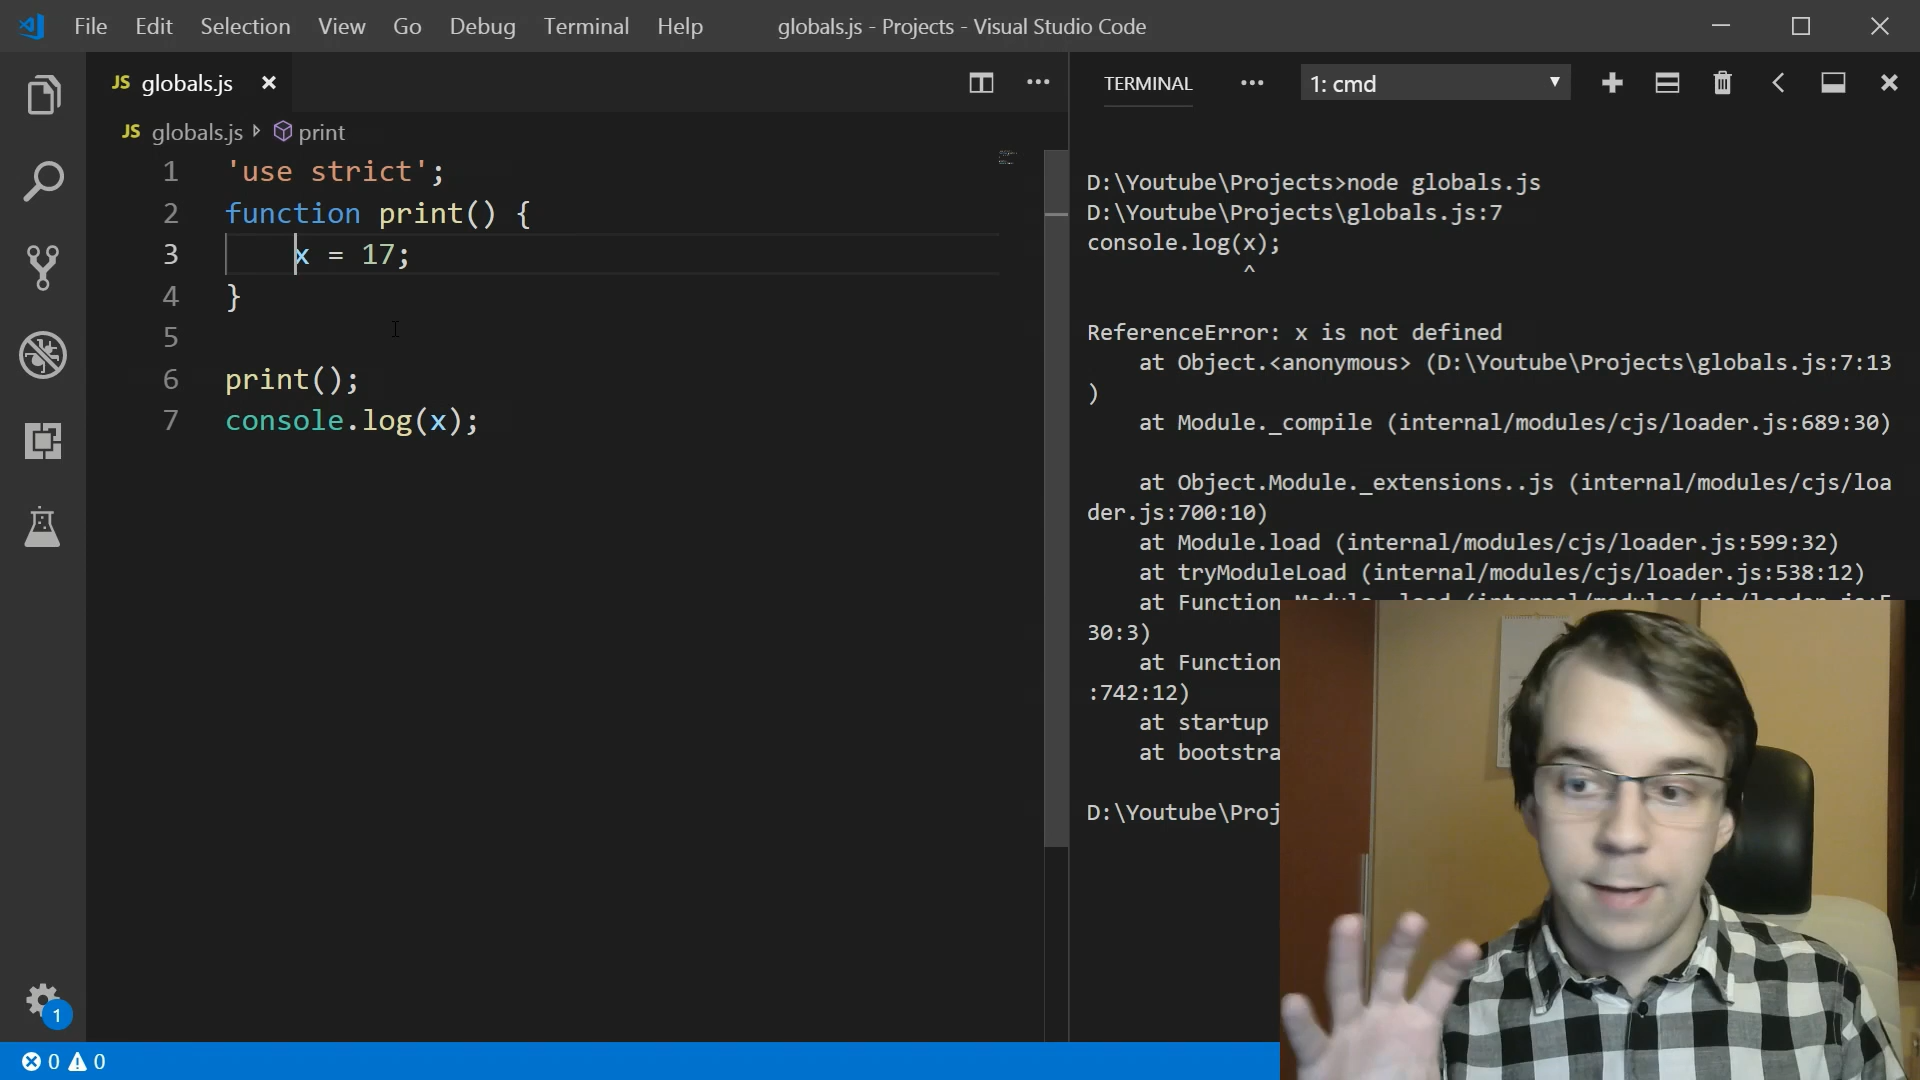 File Edit Selection View Go Debug Terminal Help
globals.js - Projects - Visual Studio Code
JS globals.js
JS globals.js print
1 'use strict';
2 function print() {
3 x = 17;
4 }
5
6 print();
7 console.log(x);
TERMINAL
1: cmd
D:\Youtube\Projects>node globals.js
D:\Youtube\Projects\globals.js:7
console.log(x);
^
ReferenceError: x is not defined
at Object.<anonymous> (D:\Youtube\Projects\globals.js:7:13
)
at Module._compile (internal/modules/cjs/loader.js:689:30)
at Object.Module._extensions..js (internal/modules/cjs/loa
der.js:700:10)
at Module.load (internal/modules/cjs/loader.js:599:32)
at tryModuleLoad (internal/modules/cjs/loader.js:538:12)
at Function
30:3)
at Function
:742:12)
at startup
at bootstra
D:\Youtube\Proj
1
0 0